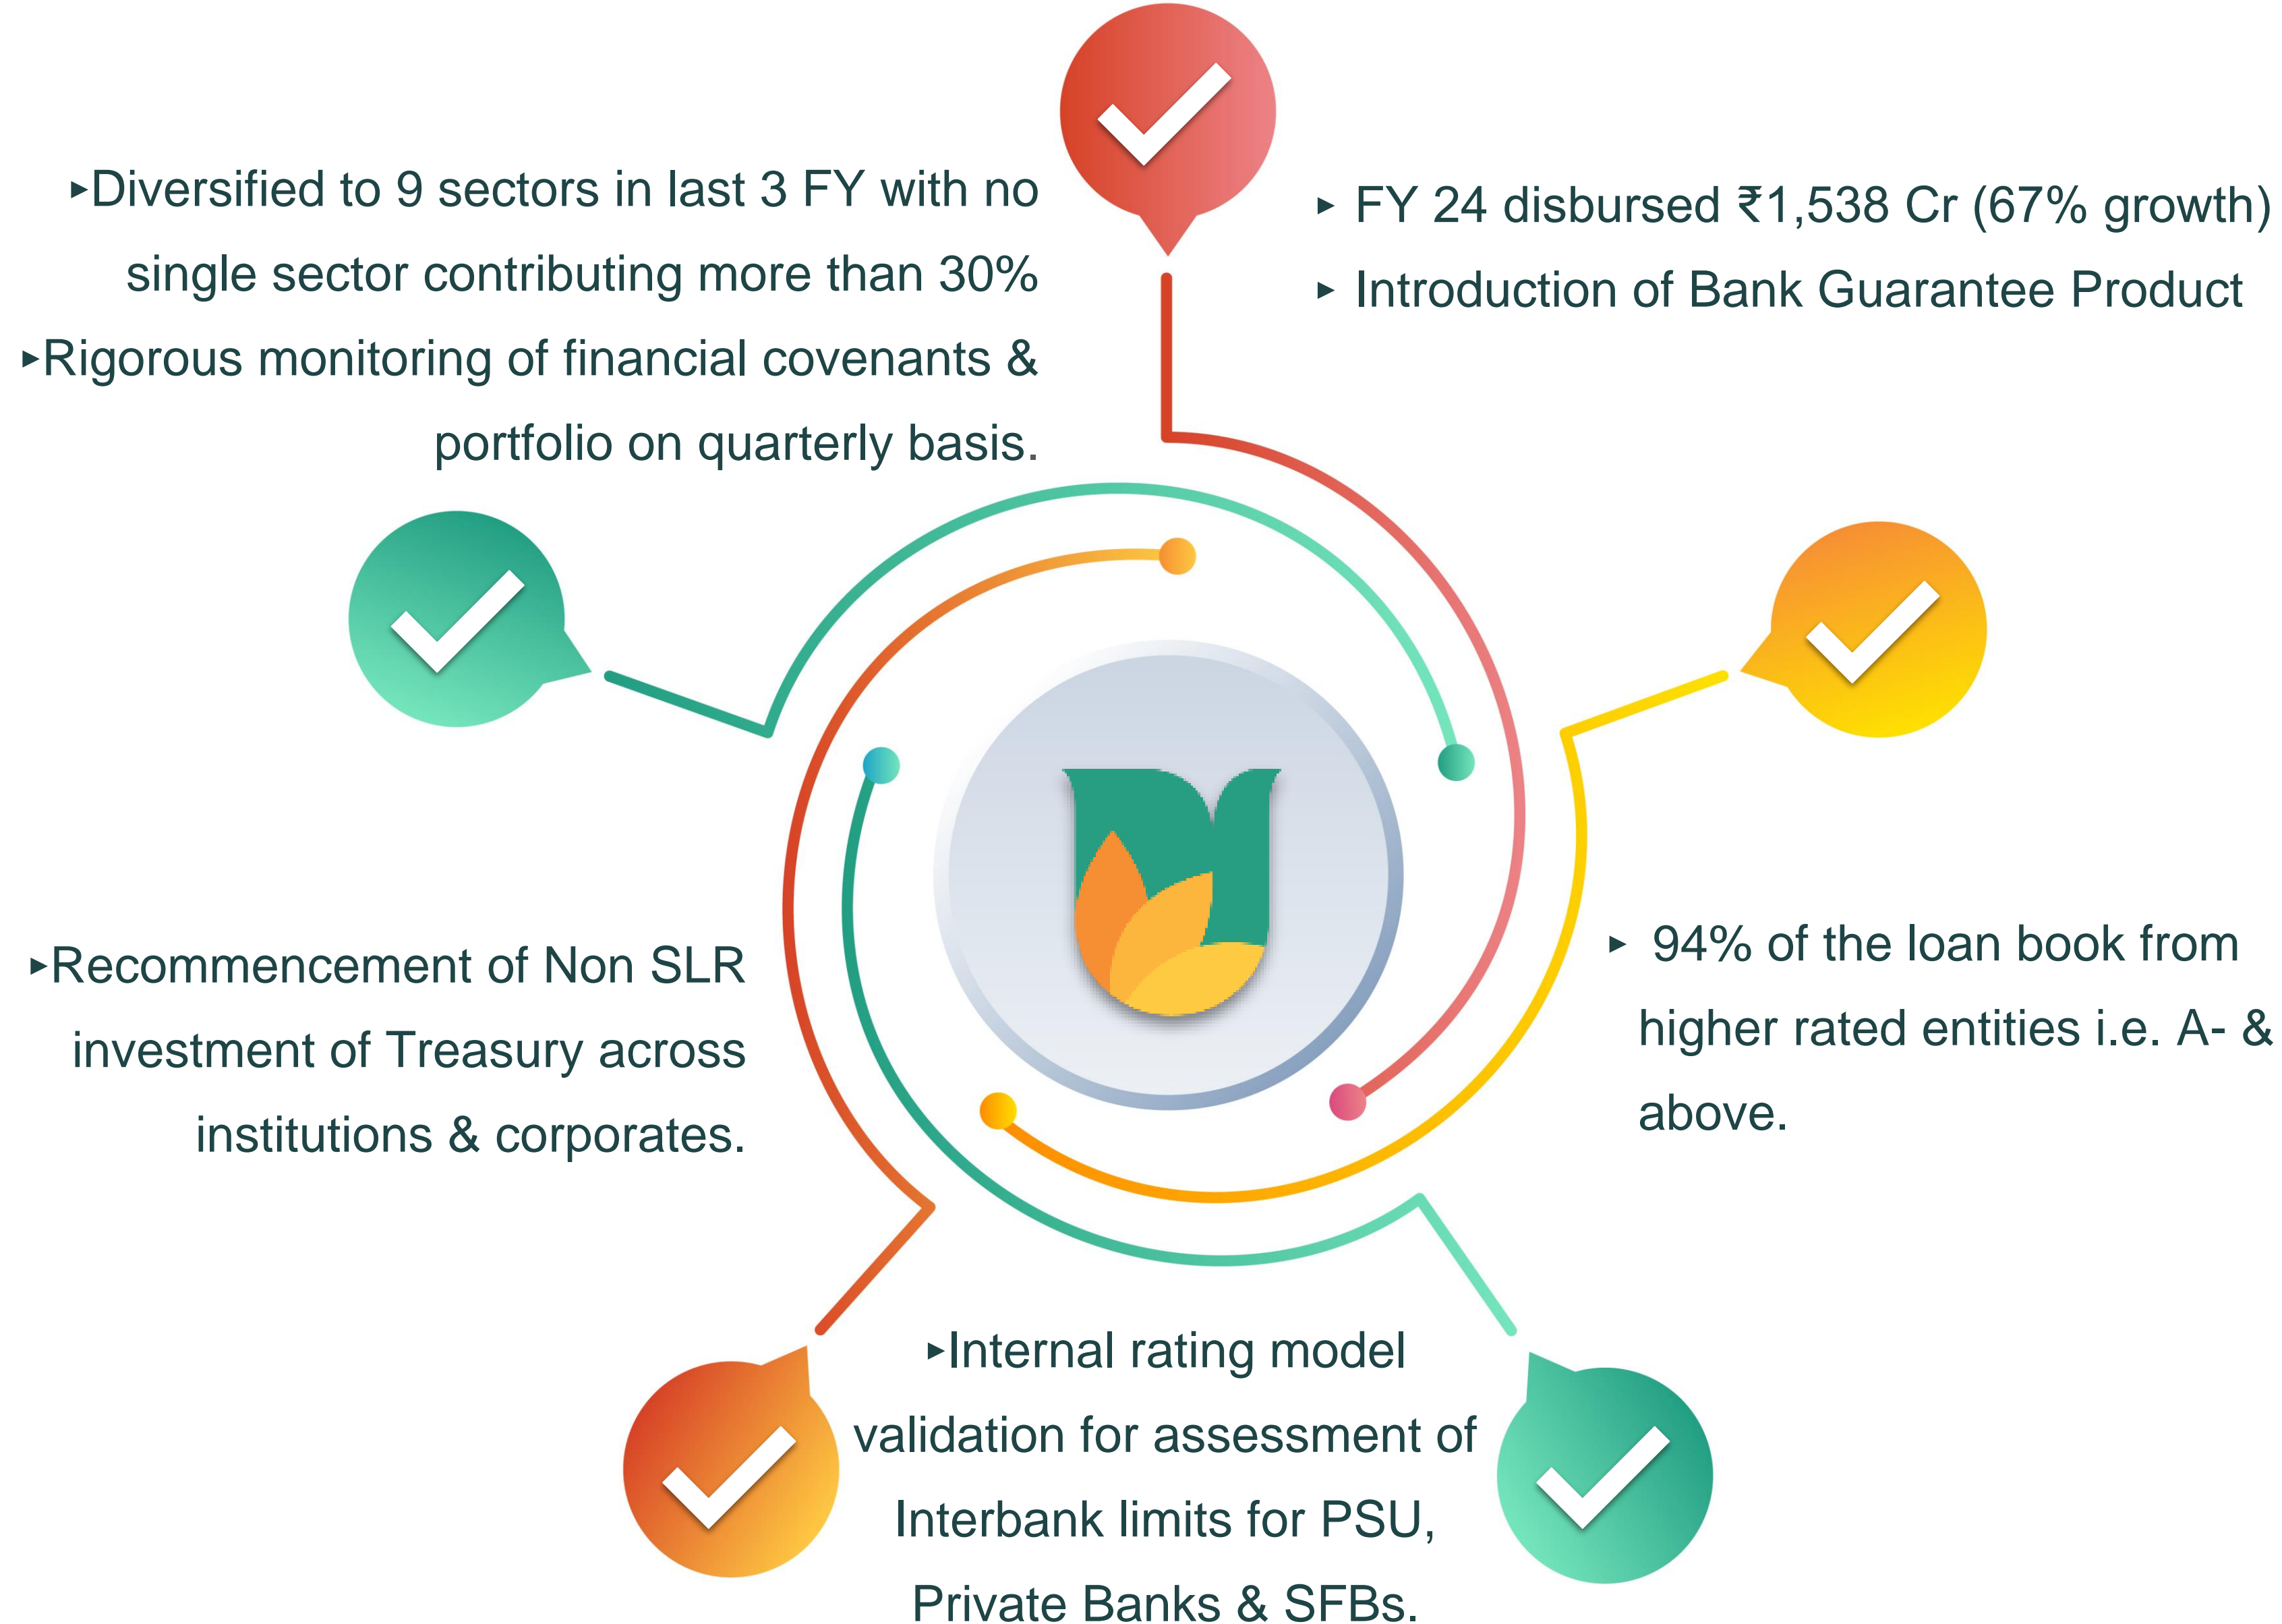 ▸Diversified to 9 sectors in last 3 FY with no
single sector contributing more than 30%
▸Rigorous monitoring of financial covenants &
portfolio on quarterly basis.
▸ FY 24 disbursed ₹1,538 Cr (67% growth)
▸ Introduction of Bank Guarantee Product
▸Recommencement of Non SLR
investment of Treasury across
institutions & corporates.
▸ 94% of the loan book from
higher rated entities i.e. A- &
above.
▸Internal rating model
validation for assessment of
Interbank limits for PSU,
Private Banks & SFBs.